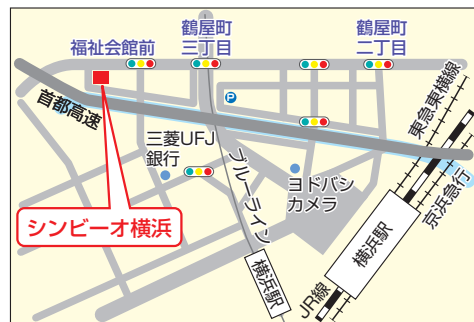 福祉会館前
鶴屋町
三丁目
鶴屋町
二丁目
首都高速
P
三菱UFJ
銀行
ブルーライン
ヨドバシ
カメラ
東急東横線
京浜急行
シンビーオ横浜
横浜駅
横浜駅
JR線